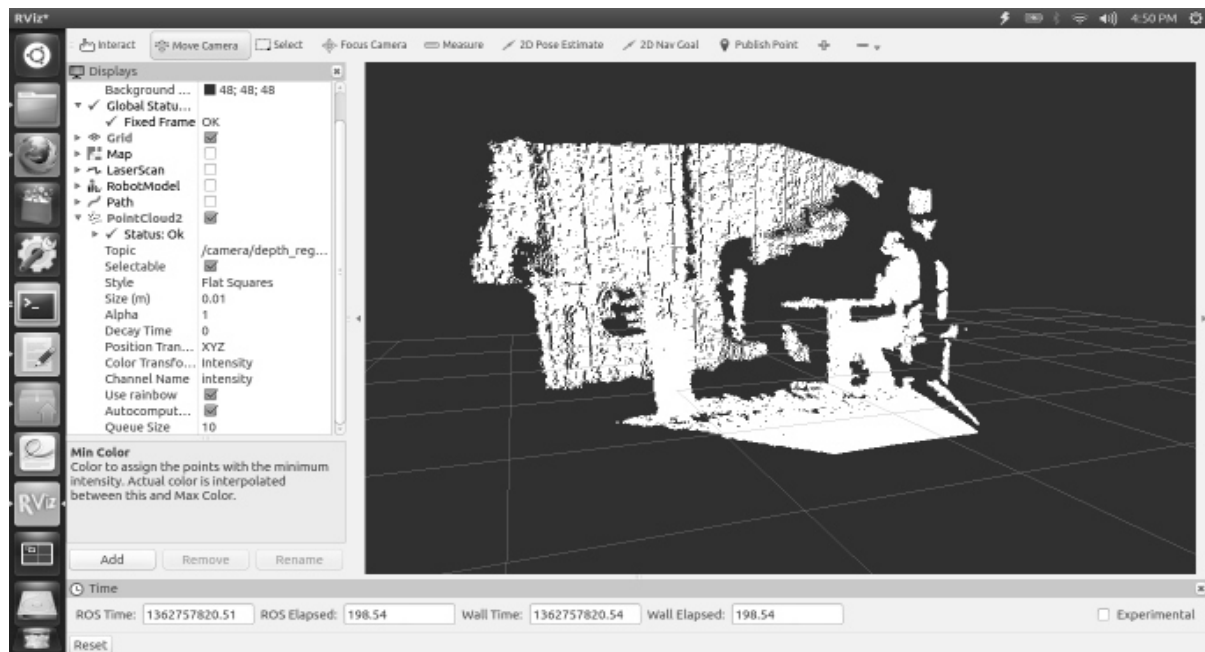 RViz*
4:50 PM
Interact Move Camera Select Focus Camera Measure 2D Pose Estimate 2D Nav Goal Publish Point
Displays
Background ... 48; 48; 48
Global Statu...
Fixed Frame OK
Grid
Map
LaserScan
RobotModel
Path
PointCloud2
Status: Ok
Topic /camera/depth_reg...
Selectable
Style Flat Squares
Size (m) 0.01
Alpha 1
Decay Time 0
Position Tran... XYZ
Color Transfo... Intensity
Channel Name intensity
Use rainbow
Autocomput...
Queue Size 10
Min Color
Color to assign the points with the minimum
intensity. Actual color is interpolated
between this and Max Color.
RViz
Add Remove Rename
Time
ROS Time: 1362757820.51 ROS Elapsed: 198.54 Wall Time: 1362757820.54 Wall Elapsed: 198.54 Experimental
Reset